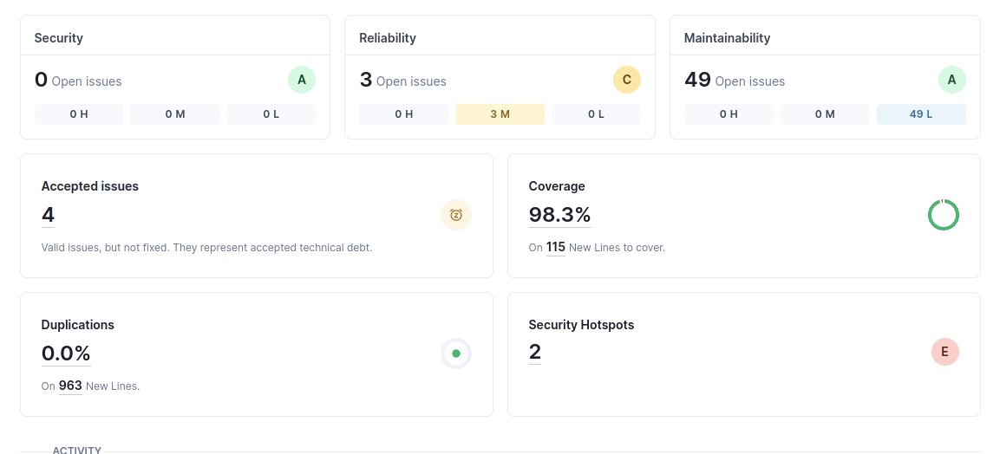 Security
0 Open issues
A
0 H
0 M
0 L
Reliability
3 Open issues
C
0 H
3 M
0 L
Maintainability
49 Open issues
A
0 H
0 M
49 L
Accepted issues
4
Valid issues, but not fixed. They represent accepted technical debt.
Coverage
98.3%
On 115 New Lines to cover.
Duplications
0.0%
On 963 New Lines.
Security Hotspots
2
E
ACTIVITY